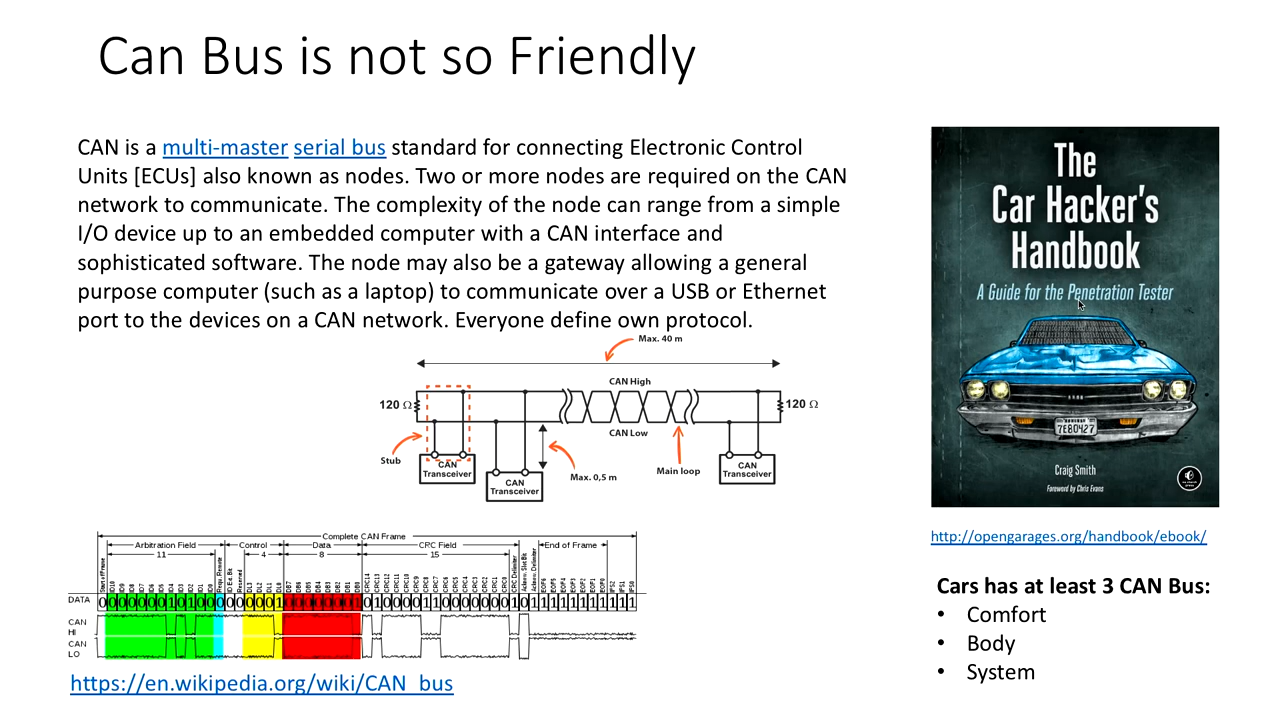 Can Bus is not so Friendly
CAN is a multi-master serial bus standard for connecting Electronic Control
Units [ECUs] also known as nodes. Two or more nodes are required on the CAN
network to communicate. The complexity of the node can range from a simple
I/O device up to an embedded computer with a CAN interface and
sophisticated software. The node may also be a gateway allowing a general
purpose computer (such as a laptop) to communicate over a USB or Ethernet
port to the devices on a CAN network. Everyone define own protocol.
Max. 40 m
CAN High
120 Ω
120 Ω
CAN Low
Stub
CAN
Transceiver
CAN
Transceiver
Max. 0,5 m
Main loop
CAN
Transceiver
Complete CAN Frame
Arbitration Field
Control
Data
CRC Field
End of Frame
11
4
8
15
DATA
CAN
HI
CAN
LO
https://en.wikipedia.org/wiki/CAN_bus
The
Car Hacker's
Handbook
A Guide for the Penetration Tester
7EB0427
Craig Smith
Foreword by Chris Evans
http://opengarages.org/handbook/ebook/
Cars has at least 3 CAN Bus:
• Comfort
• Body
• System